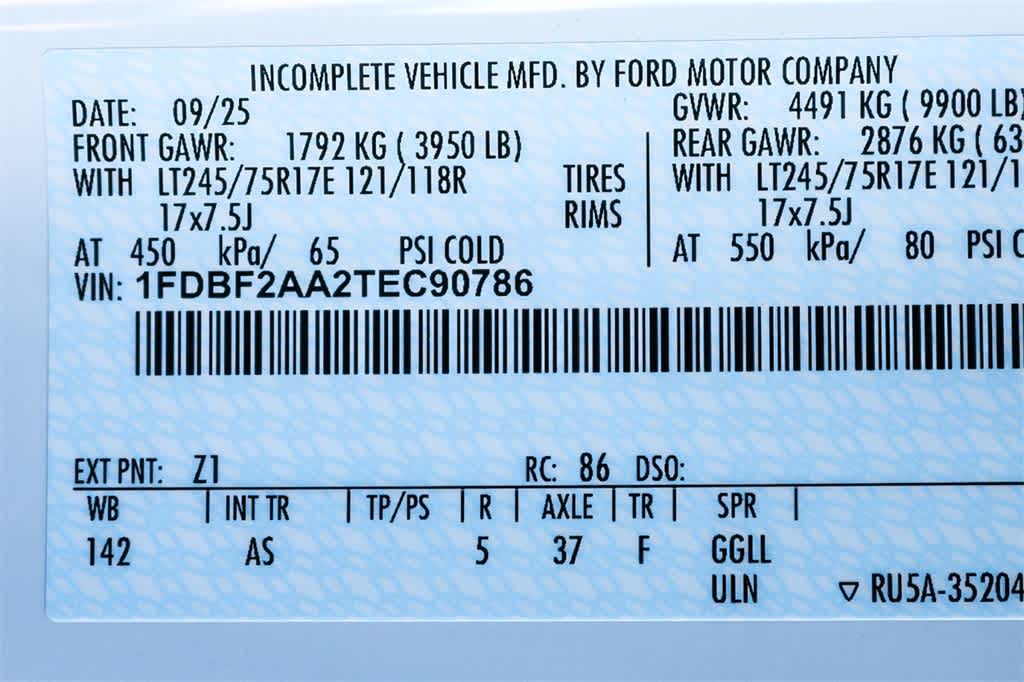 INCOMPLETE VEHICLE MFD. BY FORD MOTOR COMPANY
DATE: 09/25 GVWR: 4491 KG ( 9900 LB)
FRONT GAWR: 1792 KG ( 3950 LB) REAR GAWR: 2876 KG ( 63
WITH LT245/75R17E 121/118R TIRES WITH LT245/75R17E 121/1
17x7.5J RIMS 17x7.5J
AT 450 kPa/ 65 PSI COLD AT 550 kPa/ 80 PSI C
VIN: 1FDBF2AA2TEC90786
EXT PNT: Z1 RC: 86 DSO:
WB INT TR TP/PS R AXLE TR SPR
142 AS 5 37 F GGLL
ULN ▽ RU5A-35204